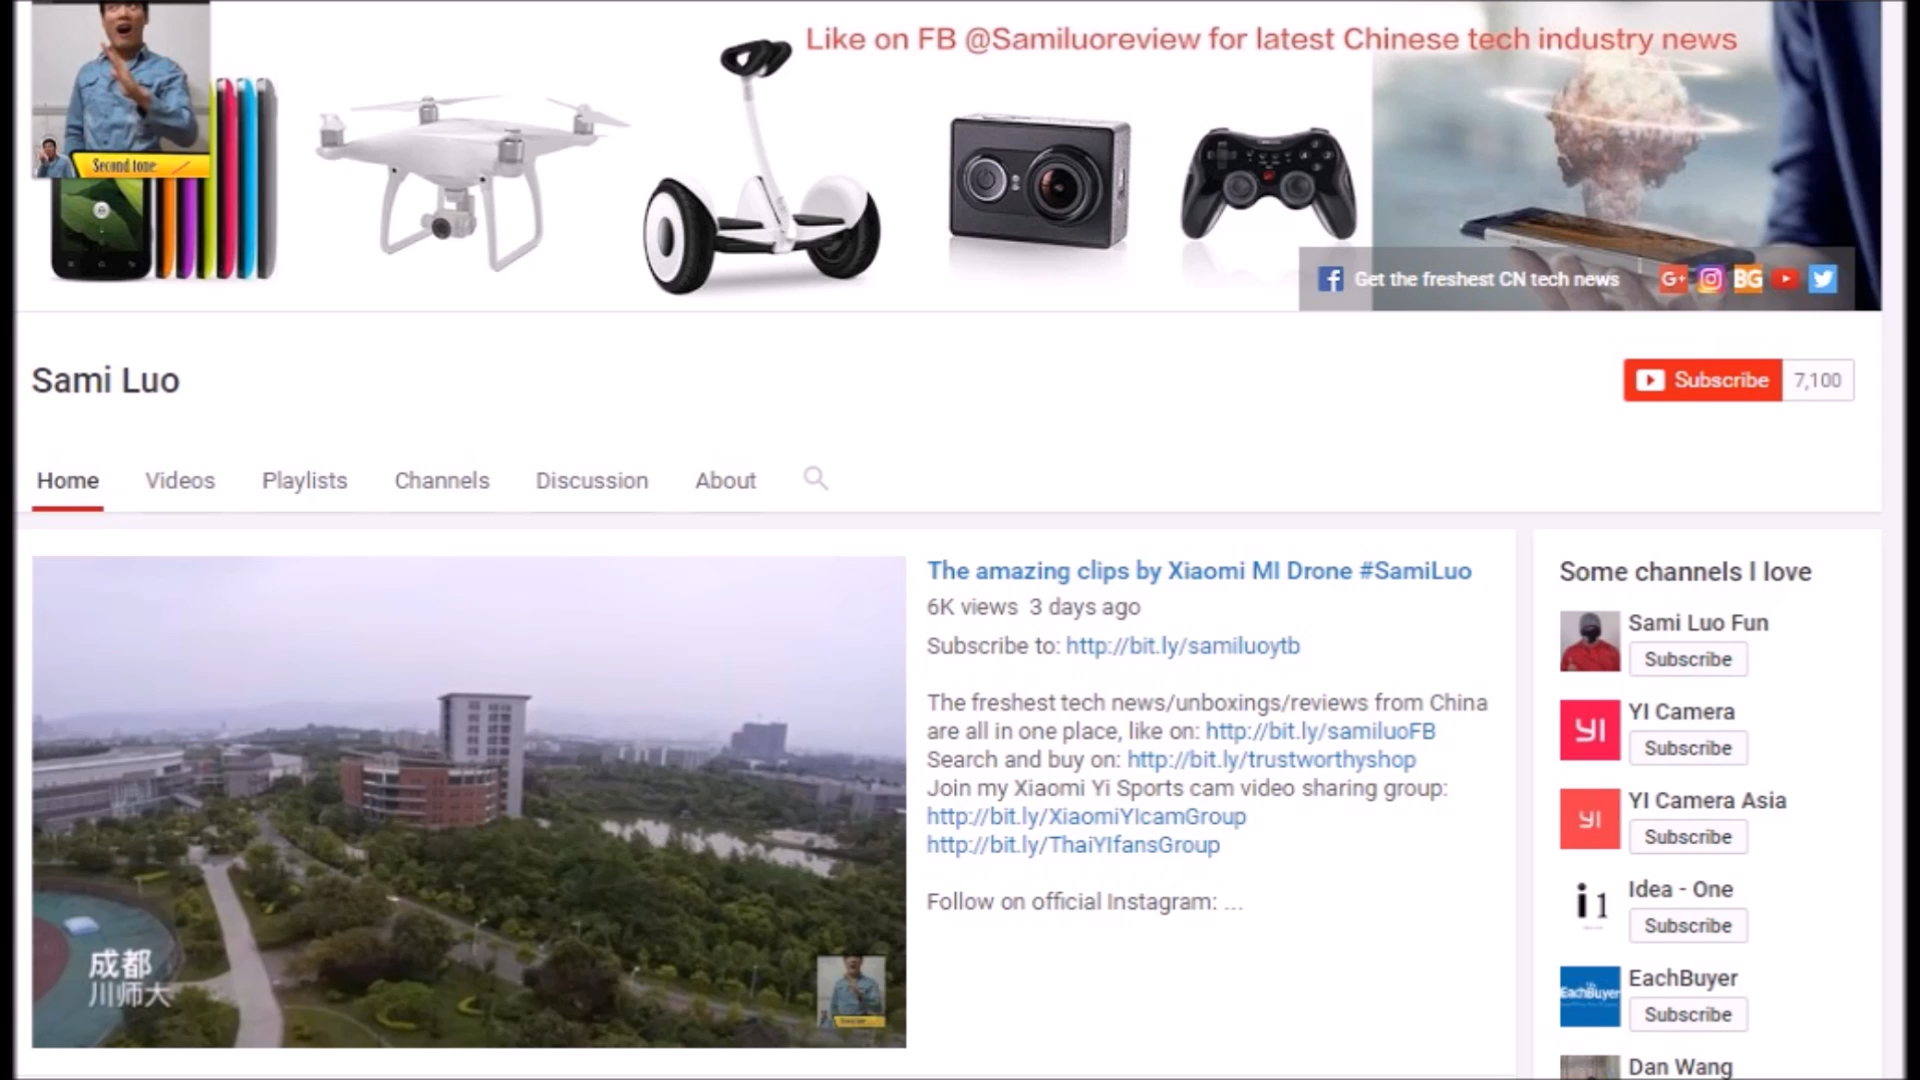 Like on FB @Samiluoreview for latest Chinese tech industry news
Second tone
Get the freshest CN tech news
G+
BG
Sami Luo
Subscribe 7,100
Home Videos Playlists Channels Discussion About
The amazing clips by Xiaomi MI Drone #SamiLuo
6K views 3 days ago
Subscribe to: http://bit.ly/samiluoytb
The freshest tech news/unboxings/reviews from China
are all in one place, like on: http://bit.ly/samiluoFB
Search and buy on: http://bit.ly/trustworthyshop
Join my Xiaomi Yi Sports cam video sharing group:
http://bit.ly/XiaomiYIcamGroup
http://bit.ly/ThaiYIfansGroup
Follow on official Instagram: ...
成都
川师大
Some channels I love
Sami Luo Fun
Subscribe
YI
YI Camera
Subscribe
YI
YI Camera Asia
Subscribe
i1
Idea - One
Subscribe
EachBuyer
EachBuyer
Subscribe
Dan Wang